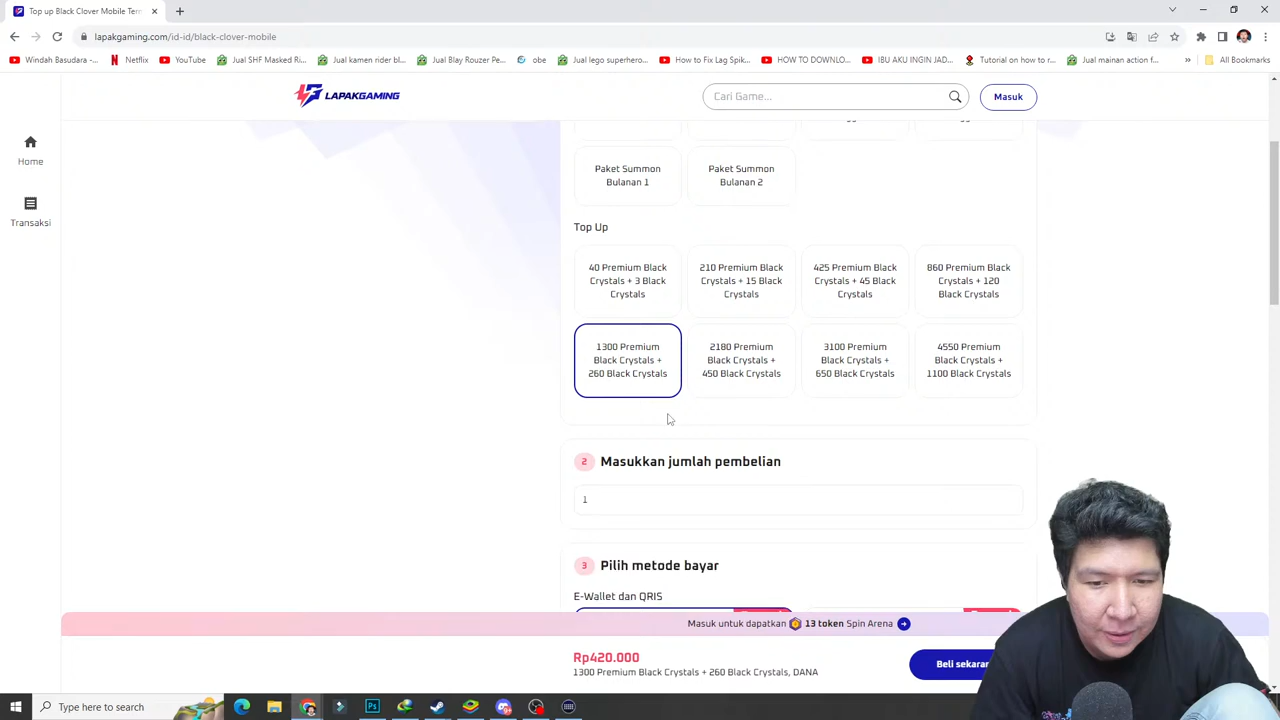 Top up Black Clover Mobile Ter
lapakgaming.com/id-id/black-clover-mobile
Windah Basudara -...
Netflix
YouTube
Jual SHF Masked Ri...
Jual kamen rider bl...
Jual Blay Rouzer Pe...
obe
Jual lego superhero...
How to Fix Lag Spik...
HOW TO DOWNLO...
IBU AKU INGIN JAD...
Tutorial on how to r...
Jual mainan action f...
»
All Bookmarks
LAPAKGAMING
Cari Game...
Masuk
Home
Transaksi
Paket Summon
Bulanan 1
Paket Summon
Bulanan 2
Top Up
40 Premium Black
Crystals + 3 Black
Crystals
210 Premium Black
Crystals + 15 Black
Crystals
425 Premium Black
Crystals + 45 Black
Crystals
860 Premium Black
Crystals + 120
Black Crystals
1300 Premium
Black Crystals +
260 Black Crystals
2180 Premium
Black Crystals +
450 Black Crystals
3100 Premium
Black Crystals +
650 Black Crystals
4550 Premium
Black Crystals +
1100 Black Crystals
2 Masukkan jumlah pembelian
1
3 Pilih metode bayar
E-Wallet dan QRIS
Masuk untuk dapatkan 13 token Spin Arena
Rp420.000
1300 Premium Black Crystals + 260 Black Crystals, DANA
Beli sekaran
Type here to search